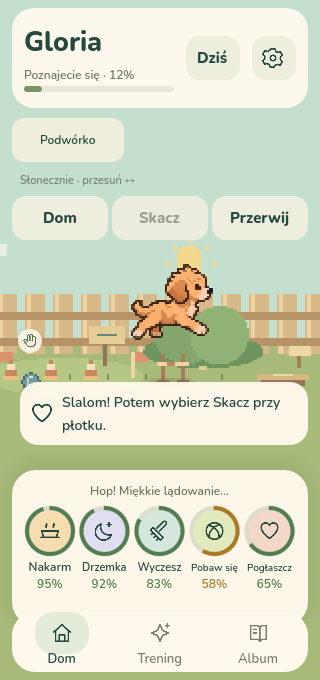 Gloria
Poznajecie się · 12%
Dziś
Podwórko
Słonecznie · przesuń ↔
Dom
Skacz
Przerwij
Slalom! Potem wybierz Skacz przy
płotku.
Hop! Miękkie lądowanie…
Nakarm
Drzemka
Wyczesz
Pobaw się
Pogłaszcz
95%
92%
83%
58%
65%
Dom
Trening
Album